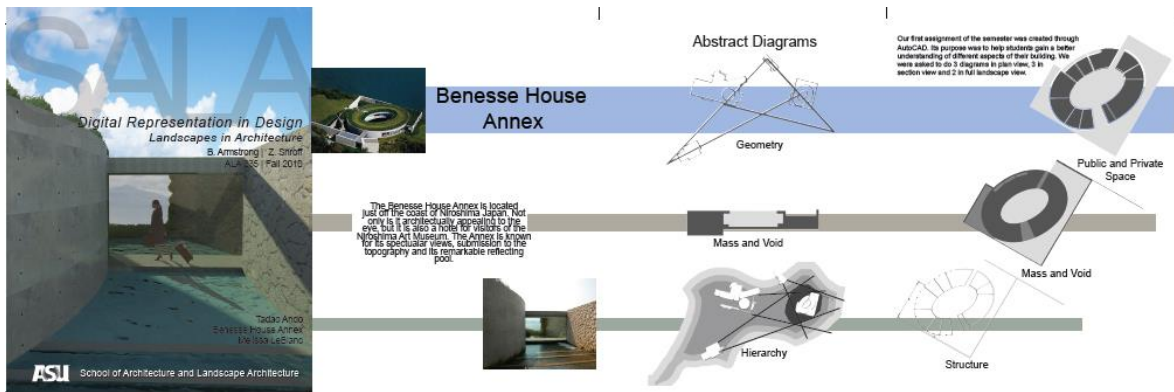 SALA
Digital Representation in Design
Landscapes in Architecture
B. Armstrong | Z. Shroff
ALA 235 | Fall 2013
Tadao Ando
Benesse House Annex
Melissa LeBlanc
ASU School of Architecture and Landscape Architecture
Benesse House
Annex
The Benesse House Annex is located
just off the coast of Niroshima Japan. Not
only is it architectually appealing to the
eye, but it is also a hotel for visitors of the
Niroshima Art Museum. The Annex is known
for its spectualar views, submission to the
topography and its remarkable reflecting
pool.
Abstract Diagrams
Geometry
Mass and Void
Hierarchy
Our first assignment of the semester was created through
AutoCAD. Its purpose was to help students gain a better
understanding of different aspects of their building. We
were asked to do 3 diagrams in plan view, 3 in
section view and 2 in full landscape view.
Public and Private
Space
Mass and Void
Structure